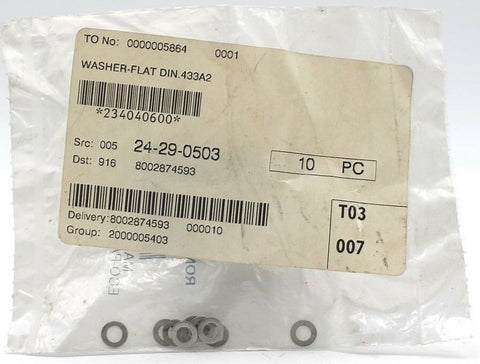 TO No: 0000005864 0001
WASHER-FLAT DIN.433A2
*234040600*
Src: 005 24-29-0503
Dst: 916 8002874593
10 PC
Delivery:8002874593 000010
Group: 2000005403
T03
007